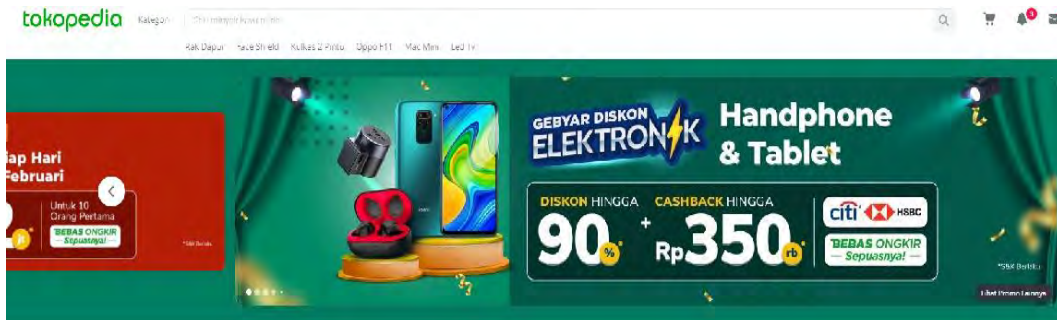 tokopedia
Kategori
3
Rak Dapur Face Shield Kulkas 2 Pintu Oppo F11 Mac Mini Led Tv
iap Hari
Februari
Untuk 10
Orang Pertama
BEBAS ONGKIR
Sepuasnya!
GEBYAR DISKON
ELEKTRONIK
Handphone
& Tablet
DISKON HINGGA
90%*
+
CASHBACK HINGGA
Rp350rb*
citi HSBC
BEBAS ONGKIR
Sepuasnya!
*S&K Berlaku
Lihat Promo Lainnya